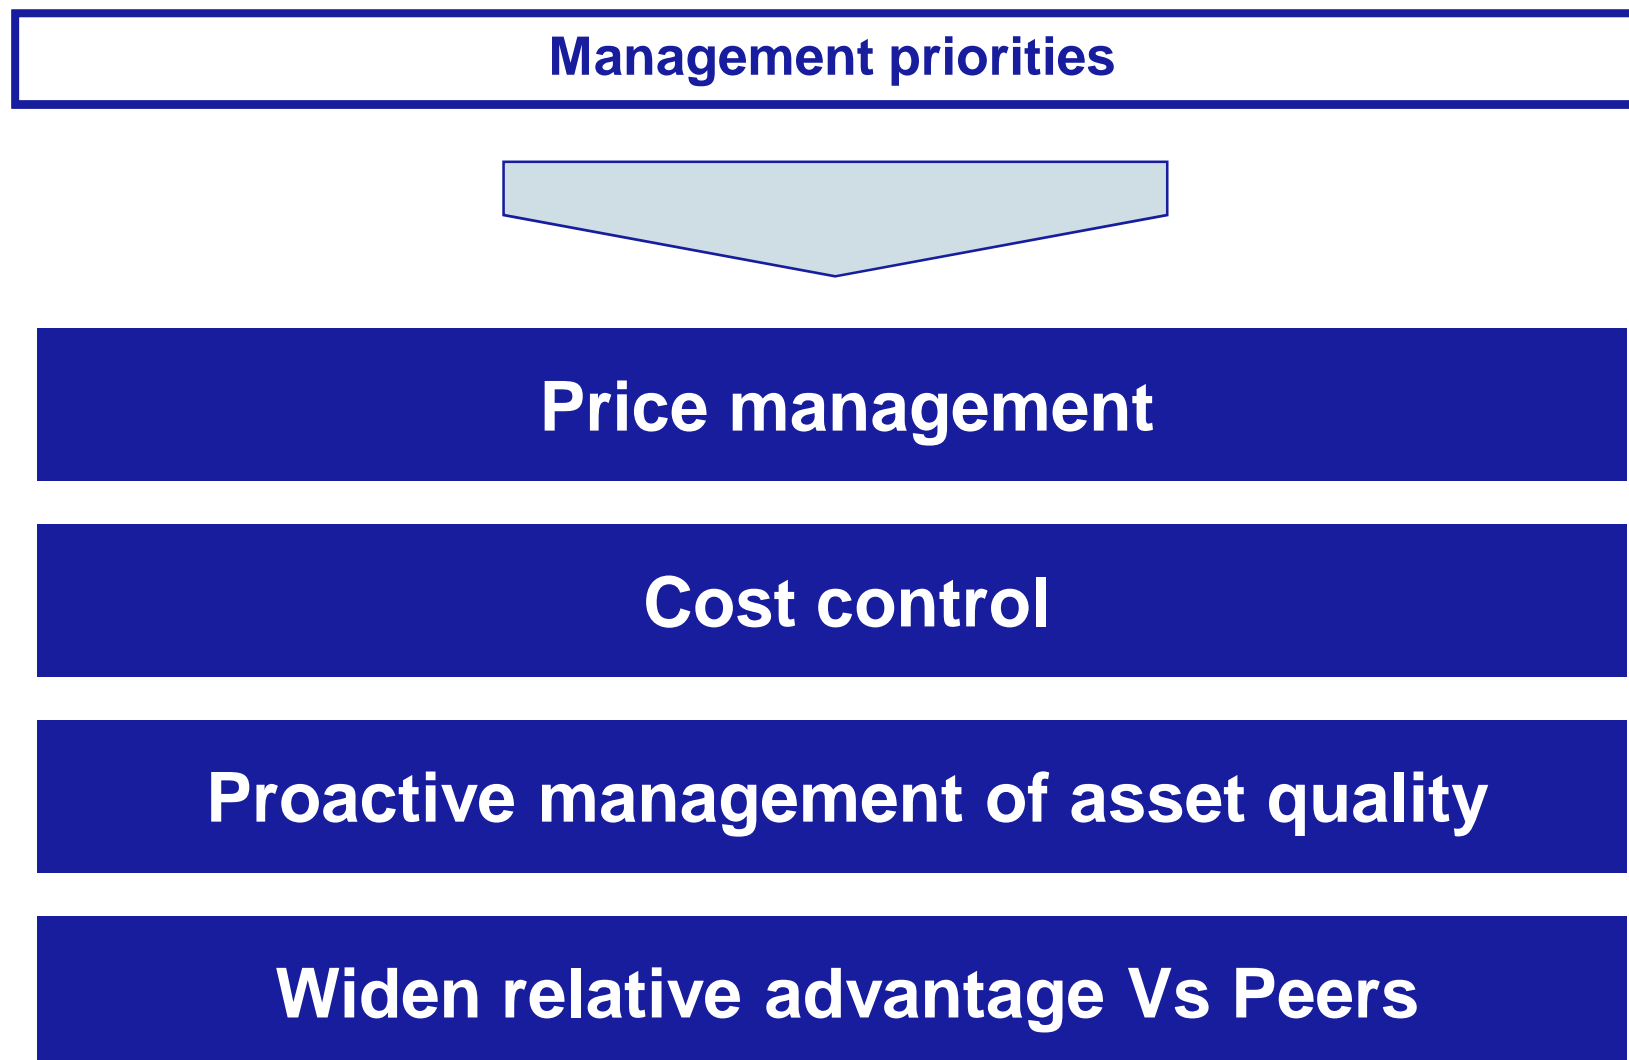 Management priorities
Price management
Cost control
Proactive management of asset quality
Widen relative advantage Vs Peers